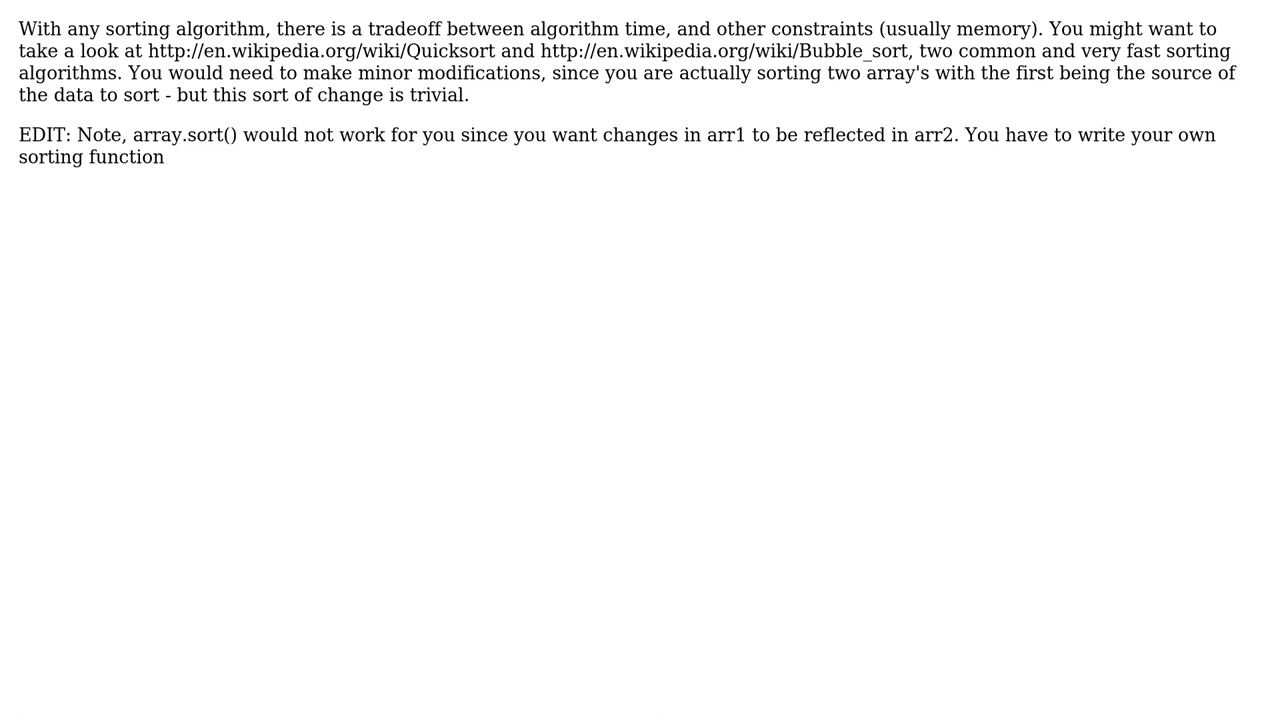 With any sorting algorithm, there is a tradeoff between algorithm time, and other constraints (usually memory). You might want to
take a look at http://en.wikipedia.org/wiki/Quicksort and http://en.wikipedia.org/wiki/Bubble_sort, two common and very fast sorting
algorithms. You would need to make minor modifications, since you are actually sorting two array's with the first being the source of
the data to sort - but this sort of change is trivial.
EDIT: Note, array.sort() would not work for you since you want changes in arr1 to be reflected in arr2. You have to write your own
sorting function